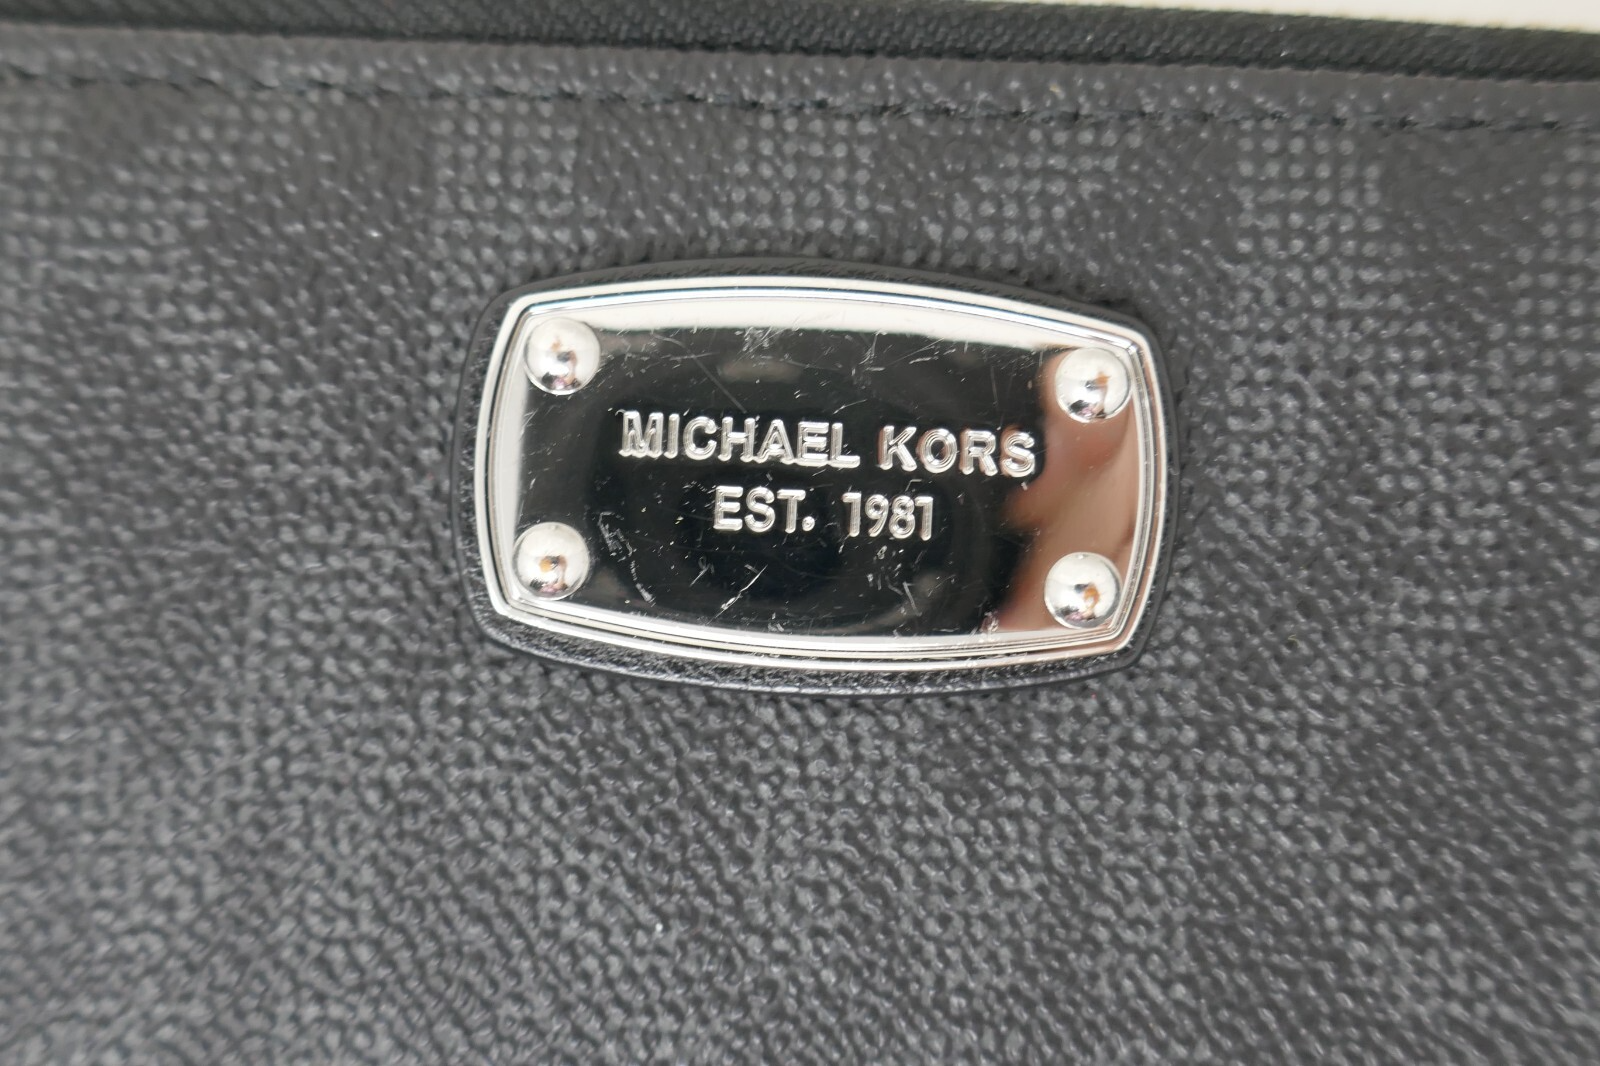 MICHAEL KORS
EST. 1981